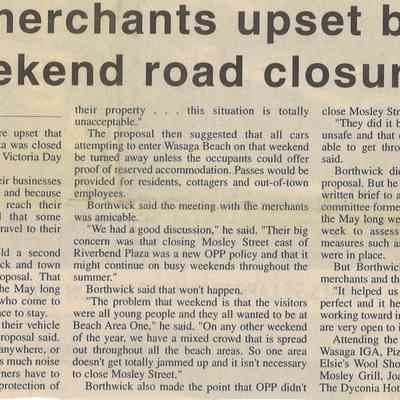 merchants upset b
ekend road closur
re upset that
a was closed
Victoria Day
eir businesses
and because
reach their
d that some
ravel to their
ld a second
ck and town
oposal. That
he May long
who come to
ce to stay.
their vehicle
roposal. said
anywhere, or
as much noise
ners have to
protection of
their property . . . this situation is totally
unacceptable."
The proposal then suggested that all cars
attempting to enter Wasaga Beach on that weekend
be turned away unless the occupants could offer
proof of reserved accommodation. Passes would be
provided for residents, cottagers and out-of-town
employees.
Borthwick said the meeting with the merchants
was amicable.
"We had a good discussion," he said. "Their big
concern was that closing Mosley Street east of
Riverbend Plaza was a new OPP policy and that it
might continue on busy weekends throughout the
summer."
Borthwick said that won't happen.
"The problem that weekend is that the visitors
were all young people and they all wanted to be at
Beach Area One," he said. "On any other weekend
of the year, we have a mixed crowd that is spread
out throughout all the beach areas. So one area
doesn't get totally jammed up and it isn't necessary
to close Mosley Street."
Borthwick also made the point that OPP didn't
close Mosley Stre
"They did it b
unsafe and that c
able to get throu
said.
Borthwick did
proposal. But he
written brief to a
committee forme
the May long we
week to assess
measures such a
were in place.
But Borthwick
merchants and th
"It helped us
perfect and it he
working toward i
are very open to i
Attending the
Wasaga IGA, Piz
Elsie's Wool Sho
Mosley Grill, Joe
The Dyconia Hot